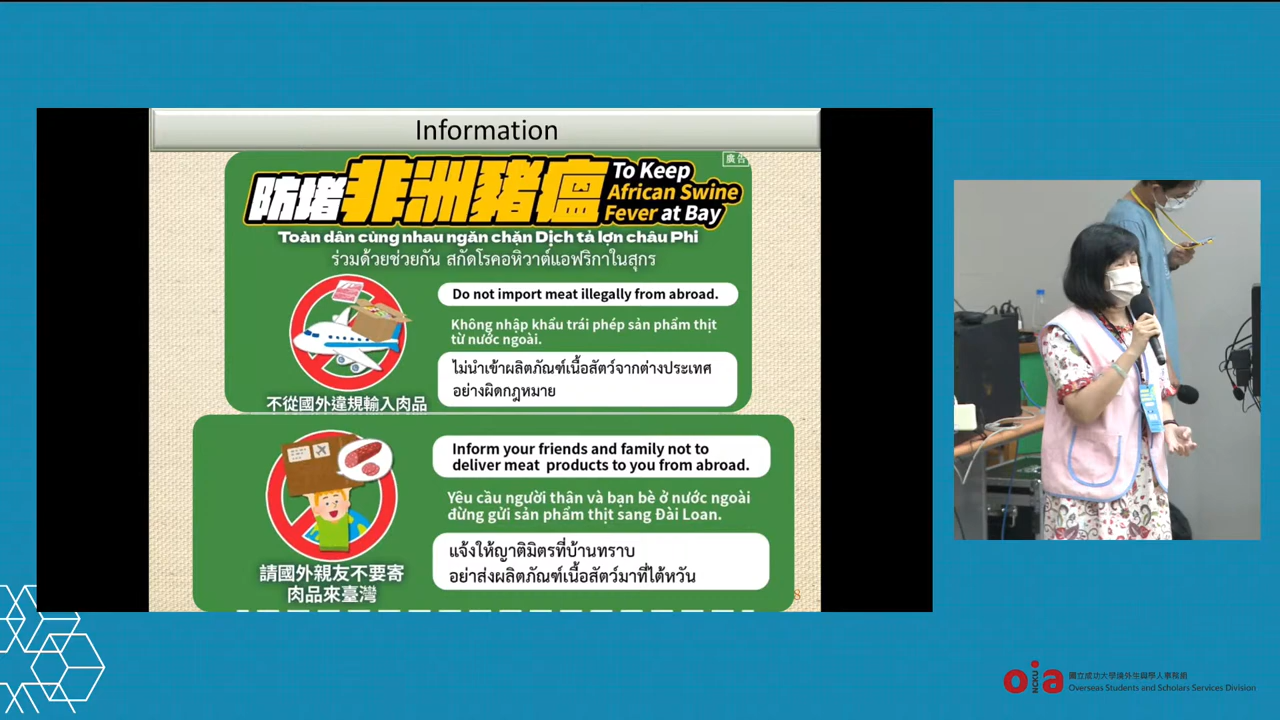 Information
廣告
防堵非洲豬瘟
To Keep
African Swine
Fever at Bay
Toàn dân cùng nhau ngăn chặn Dịch tả lợn châu Phi
ร่วมด้วยช่วยกัน สกัดโรคอหิวาต์แอฟริกาในสุกร
Do not import meat illegally from abroad.
Không nhập khẩu trái phép sản phẩm thịt
từ nước ngoài.
ไม่นำเข้าผลิตภัณฑ์เนื้อสัตว์จากต่างประเทศ
อย่างผิดกฎหมาย
不從國外違規輸入肉品
Inform your friends and family not to
deliver meat products to you from abroad.
Yêu cầu người thân và bạn bè ở nước ngoài
đừng gửi sản phẩm thịt sang Đài Loan.
แจ้งให้ญาติมิตรที่บ้านทราบ
อย่าส่งผลิตภัณฑ์เนื้อสัตว์มาที่ไต้หวัน
請國外親友不要寄
肉品來臺灣
8
oia
NCKU
國立成功大學境外生與學人事務組
Overseas Students and Scholars Services Division